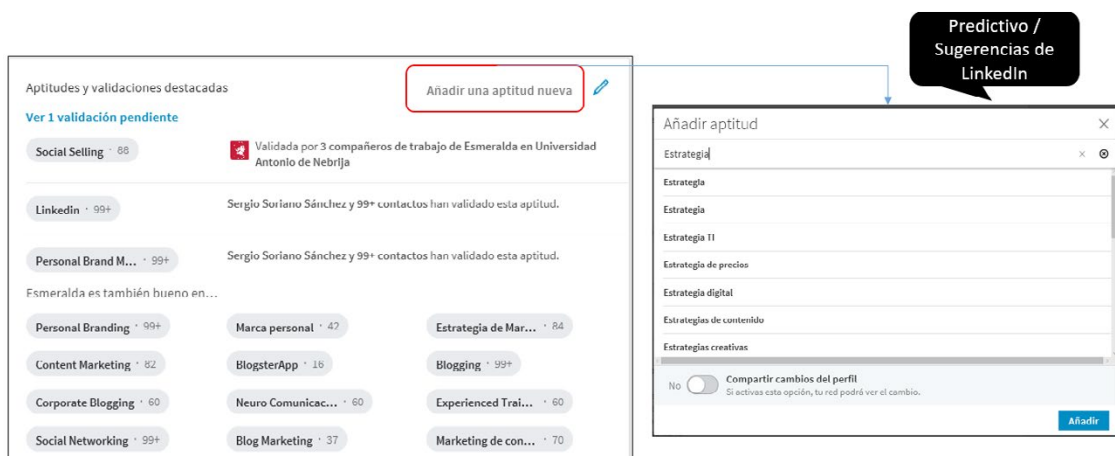 Predictivo /
Sugerencias de
LinkedIn
Aptitudes y validaciones destacadas
Añadir una aptitud nueva
Ver 1 validación pendiente
Social Selling · 88
Validada por 3 compañeros de trabajo de Esmeralda en Universidad
Antonio de Nebrija
Linkedin · 99+
Sergio Soriano Sánchez y 99+ contactos han validado esta aptitud.
Personal Brand M... · 99+
Sergio Soriano Sánchez y 99+ contactos han validado esta aptitud.
Esmeralda es también bueno en...
Personal Branding · 99+
Marca personal · 42
Estrategia de Mar... · 84
Content Marketing · 82
BlogsterApp · 16
Blogging · 99+
Corporate Blogging · 60
Neuro Comunicac... · 60
Experienced Trai... · 60
Social Networking · 99+
Blog Marketing · 37
Marketing de con... · 70
Añadir aptitud
Estrategia
Estrategia
Estrategia
Estrategia TI
Estrategia de precios
Estrategia digital
Estrategias de contenido
Estrategias creativas
No
Compartir cambios del perfil
Si activas esta opción, tu red podrá ver el cambio.
Añadir